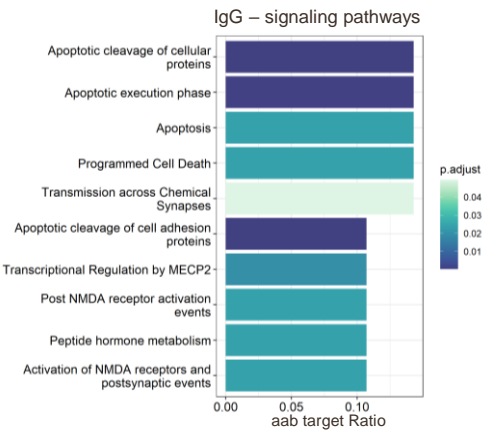 IgG – signaling pathways
Apoptotic cleavage of cellular
proteins
Apoptotic execution phase
Apoptosis
Programmed Cell Death
Transmission across Chemical
Synapses
Apoptotic cleavage of cell adhesion
proteins
Transcriptional Regulation by MECP2
Post NMDA receptor activation
events
Peptide hormone metabolism
Activation of NMDA receptors and
postsynaptic events
0.00 0.05 0.10
aab target Ratio
p.adjust
0.04
0.03
0.02
0.01